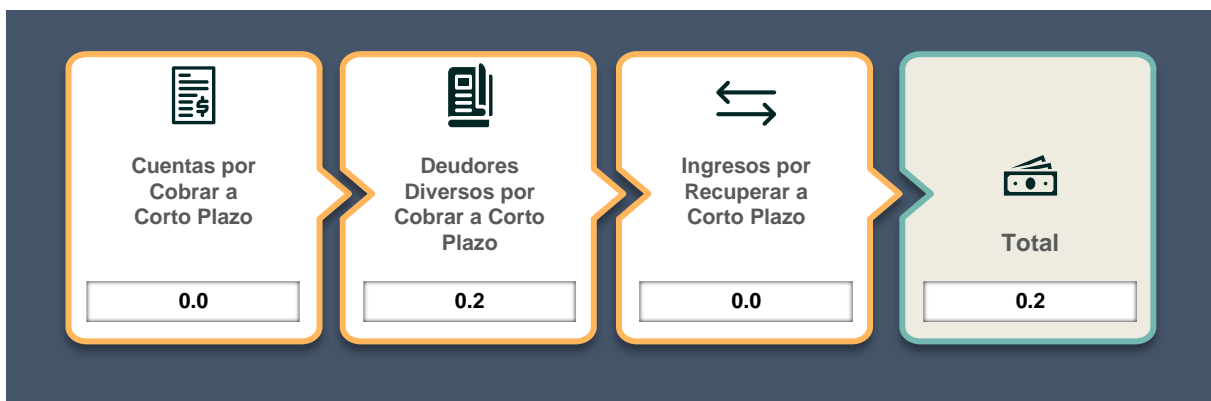 Cuentas por
Cobrar a
Corto Plazo
0.0
Deudores
Diversos por
Cobrar a Corto
Plazo
0.2
Ingresos por
Recuperar a
Corto Plazo
0.0
Total
0.2